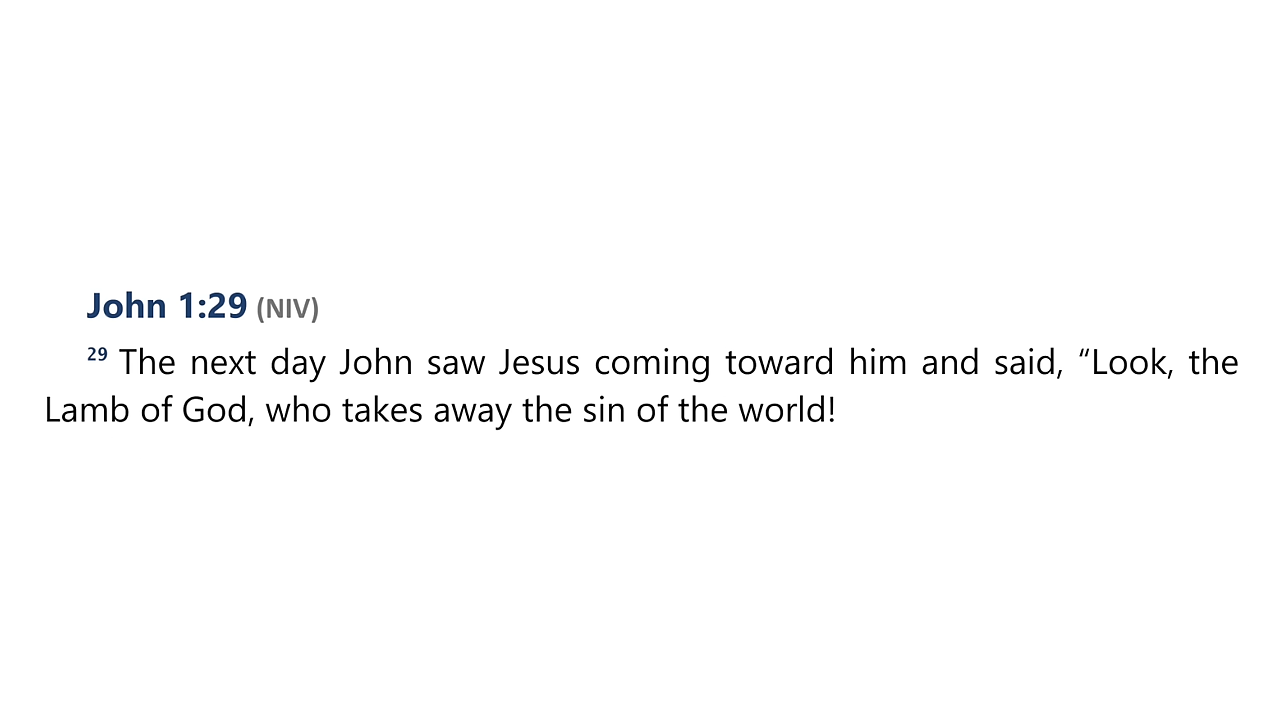 John 1:29 (NIV)
29 The next day John saw Jesus coming toward him and said, “Look, the
Lamb of God, who takes away the sin of the world!